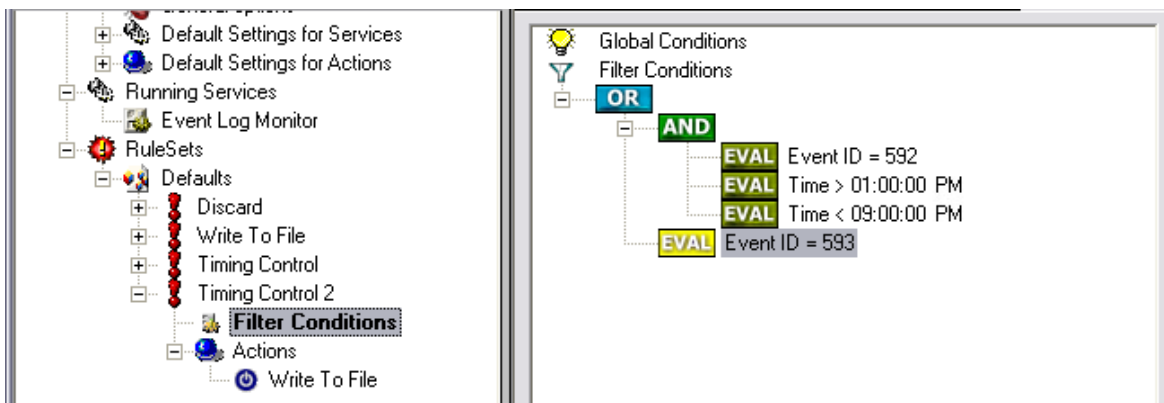 General Options
Default Settings for Services
Default Settings for Actions
Running Services
Event Log Monitor
RuleSets
Defaults
Discard
Write To File
Timing Control
Timing Control 2
Filter Conditions
Actions
Write To File
Global Conditions
Filter Conditions
OR
AND
EVAL Event ID = 592
EVAL Time > 01:00:00 PM
EVAL Time < 09:00:00 PM
EVAL Event ID = 593